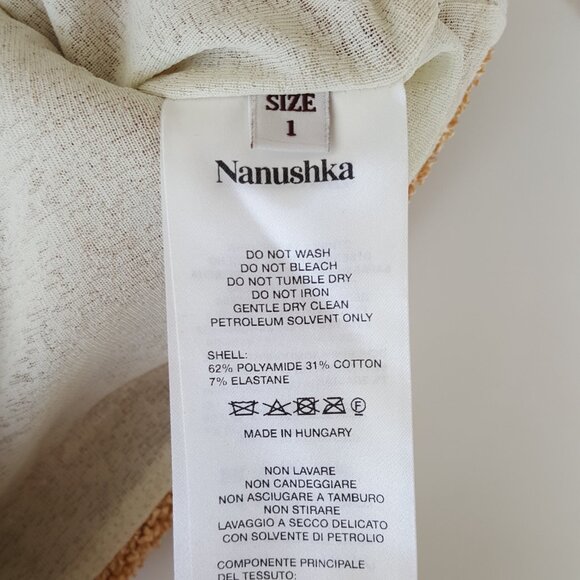 SIZE
1
Nanushka
DO NOT WASH
DO NOT BLEACH
DO NOT TUMBLE DRY
DO NOT IRON
GENTLE DRY CLEAN
PETROLEUM SOLVENT ONLY
SHELL:
62% POLYAMIDE 31% COTTON
7% ELASTANE
MADE IN HUNGARY
NON LAVARE
NON CANDEGGIARE
NON ASCIUGARE A TAMBURO
NON STIRARE
LAVAGGIO A SECCO DELICATO
CON SOLVENTE DI PETROLIO
COMPONENTE PRINCIPALE
DEL TESSUTO: